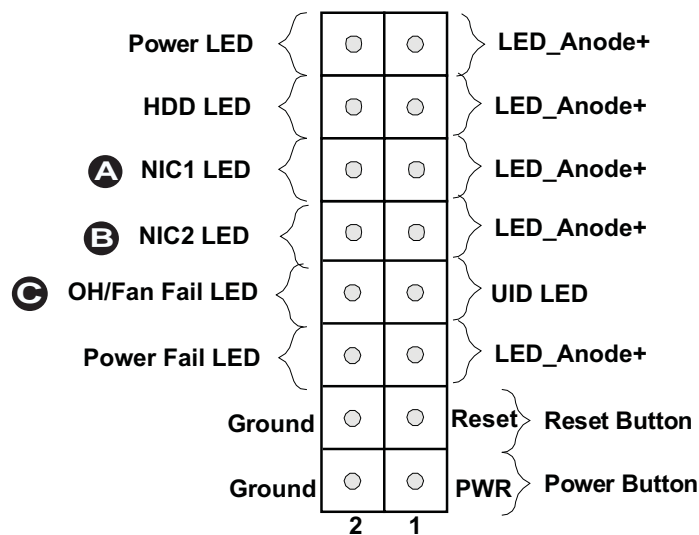 Power LED LED_Anode+
HDD LED LED_Anode+
A NIC1 LED LED_Anode+
B NIC2 LED LED_Anode+
C OH/Fan Fail LED UID LED
Power Fail LED LED_Anode+
Ground Reset Reset Button
Ground PWR Power Button
2 1